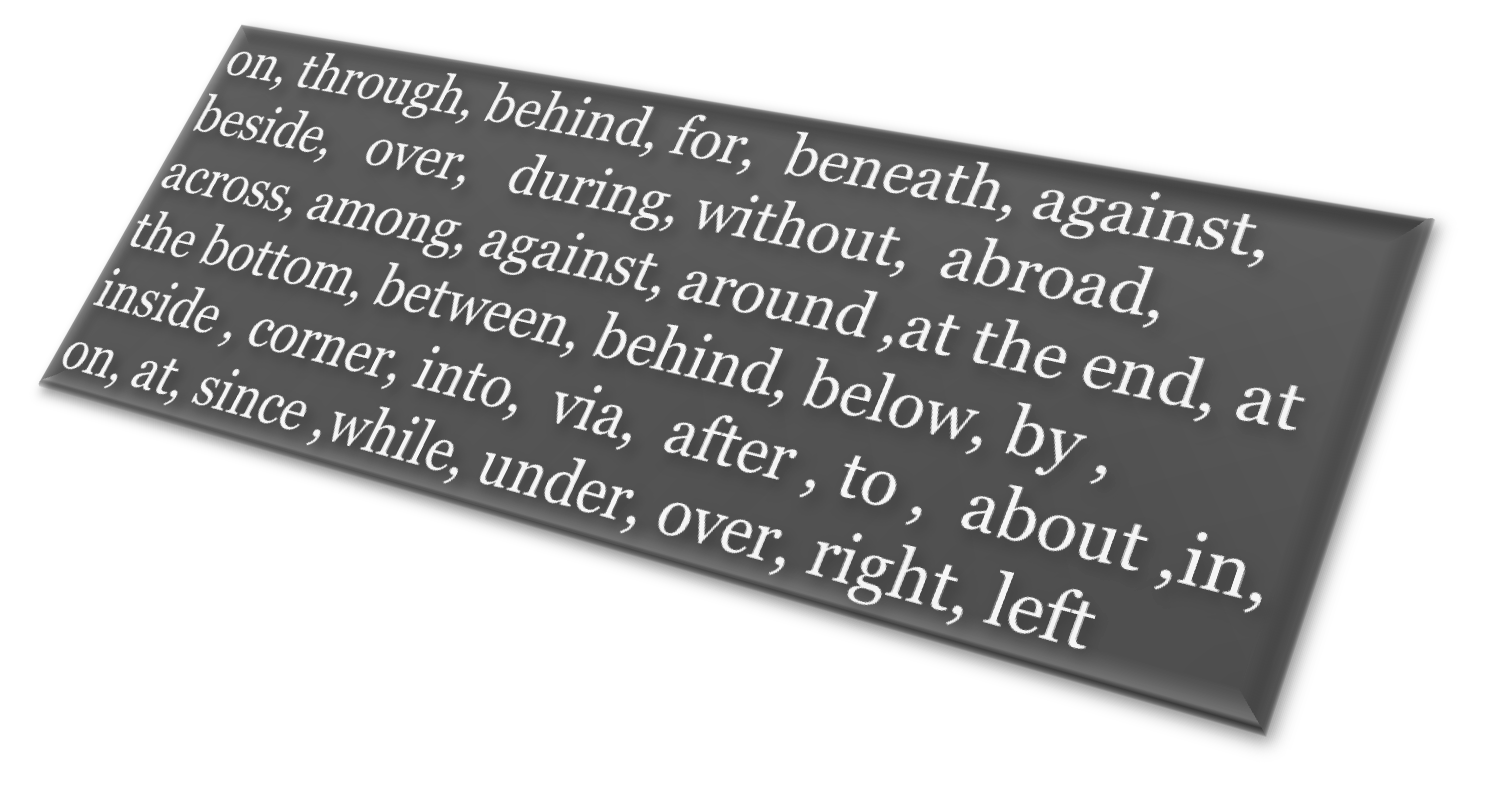 on, through, behind, for, beneath, against,
beside, over, during, without, abroad,
across, among, against, around ,at the end, at
the bottom, between, behind, below, by ,
inside , corner, into, via, after , to , about ,in,
on, at, since ,while, under, over, right, left